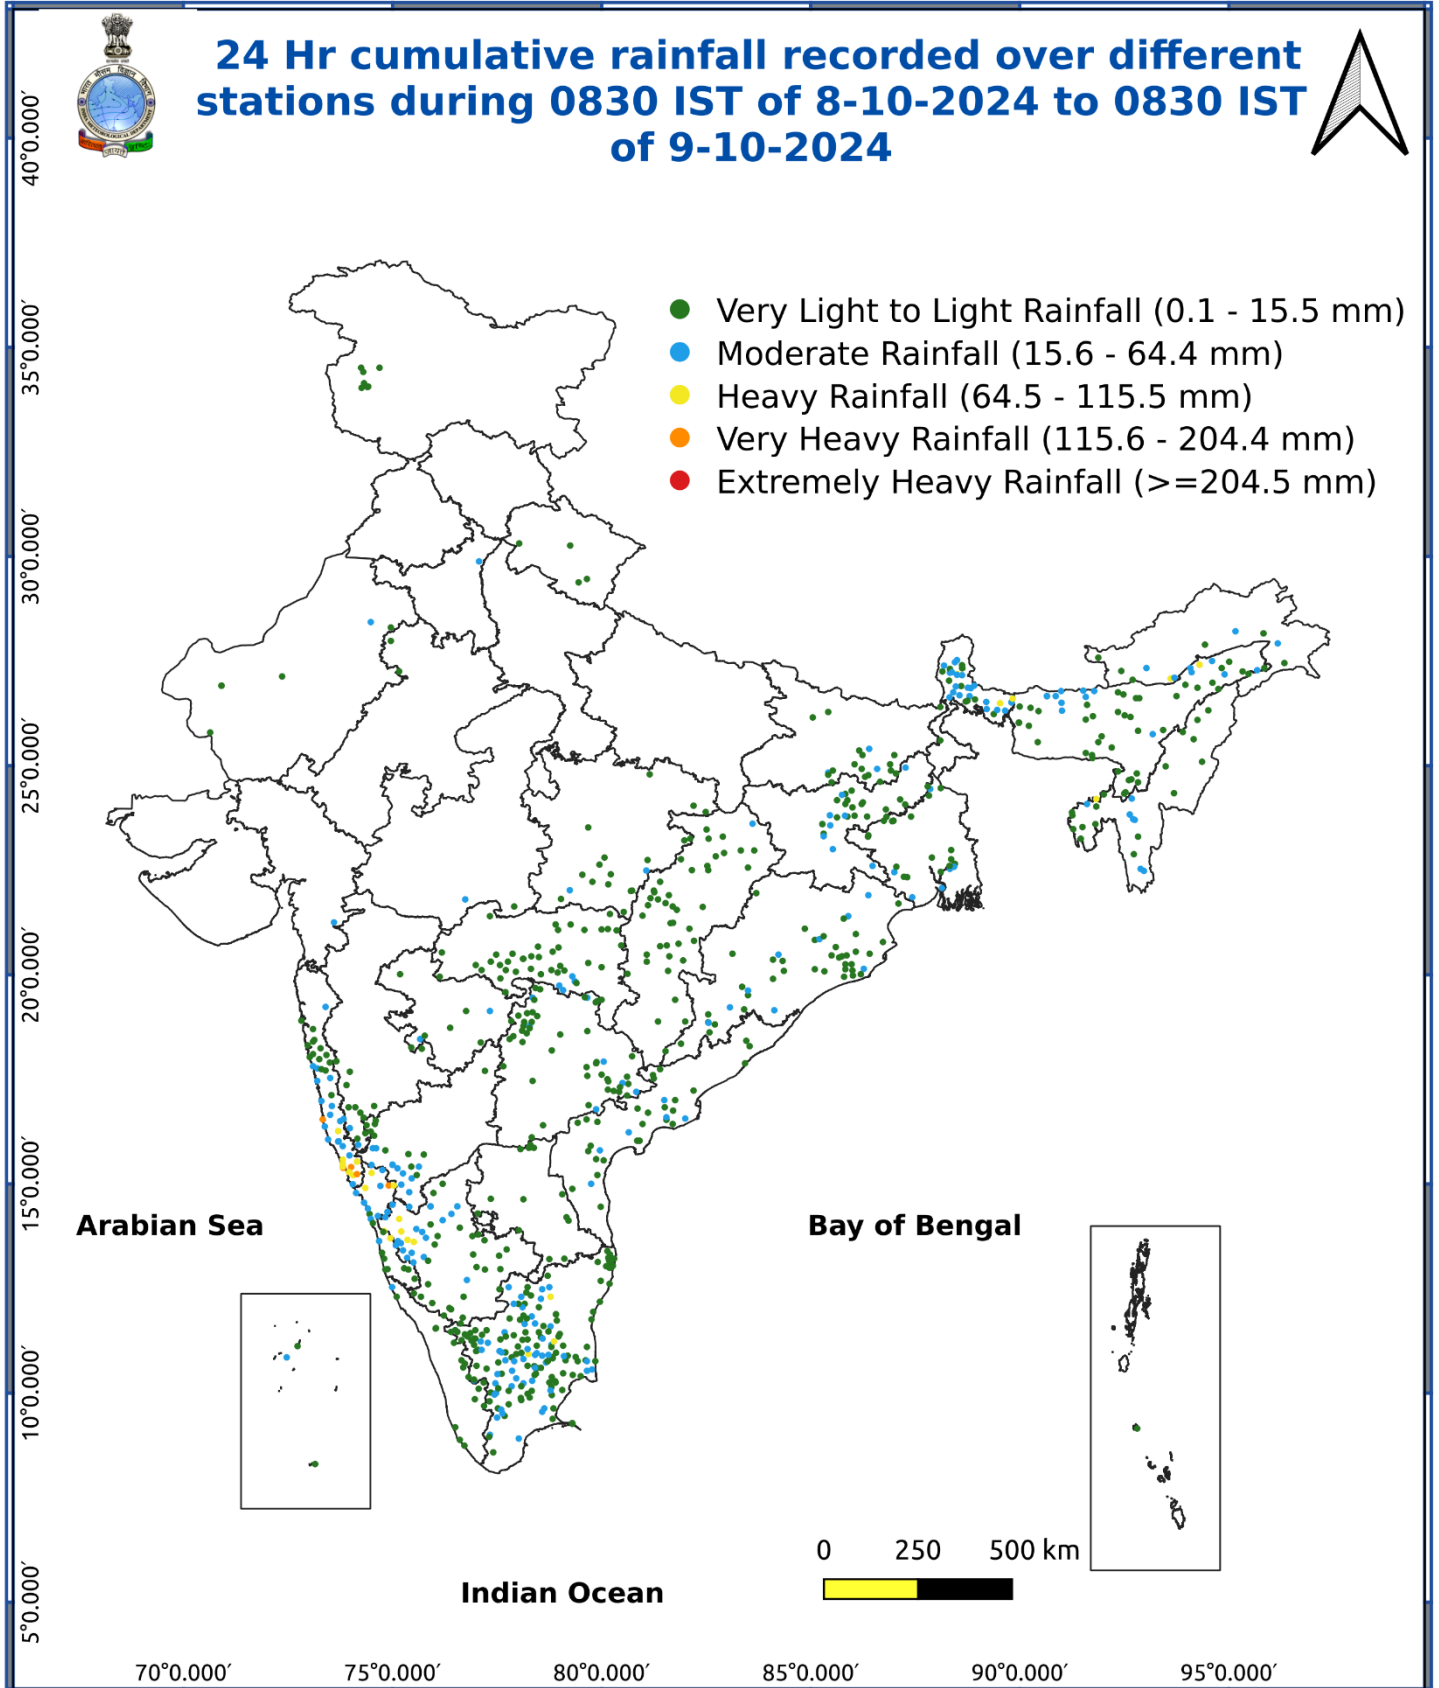 24 Hr cumulative rainfall recorded over different
stations during 0830 IST of 8-10-2024 to 0830 IST
of 9-10-2024
Very Light to Light Rainfall (0.1 - 15.5 mm)
Moderate Rainfall (15.6 - 64.4 mm)
Heavy Rainfall (64.5 - 115.5 mm)
Very Heavy Rainfall (115.6 - 204.4 mm)
Extremely Heavy Rainfall (>=204.5 mm)
40°0.000′
35°0.000′
30°0.000′
25°0.000′
20°0.000′
15°0.000′
10°0.000′
5°0.000′
Arabian Sea
Bay of Bengal
Indian Ocean
0 250 500 km
70°0.000′ 75°0.000′ 80°0.000′ 85°0.000′ 90°0.000′ 95°0.000′